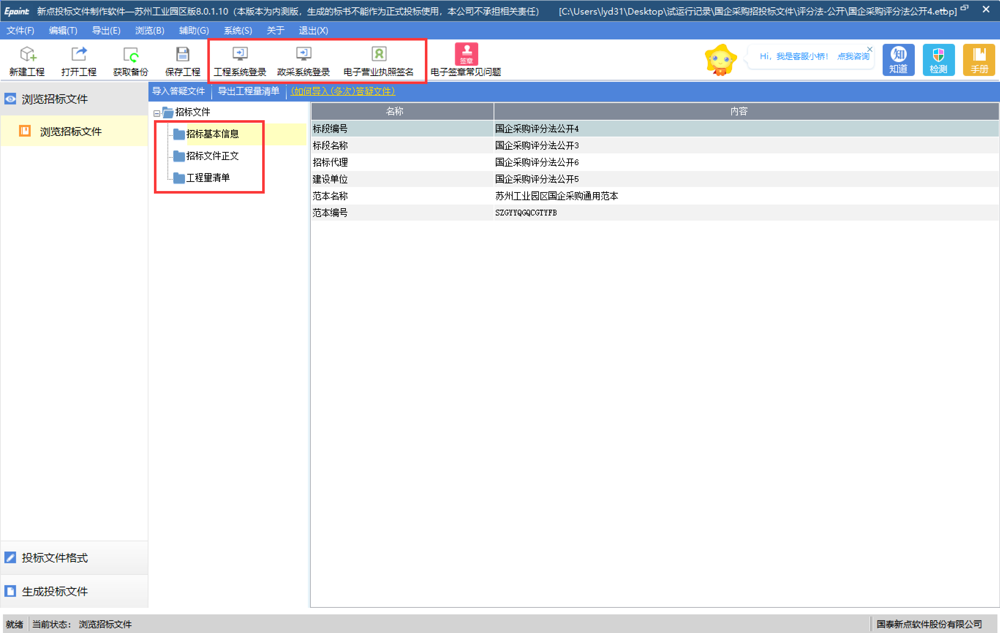 Epoint 新点投标文件制作软件—苏州工业园区版8.0.1.10（本版本为内测版，生成的标书不能作为正式投标使用，本公司不承担相关责任） [C:\Users\lyd31\Desktop\试运行记录\国企采购招投标文件\评分法-公开\国企采购评分法公开4.etbp]
文件(F) 编辑(T) 导出(E) 浏览(B) 辅助(G) 系统(S) 关于 退出(X)
签章
Hi，我是客服小桥！ 点我咨询
知
新建工程 打开工程 获取备份 保存工程 工程系统登录 政采系统登录 电子营业执照签名 电子签章常见问题 知道 检测 手册
浏览招标文件
浏览招标文件
投标文件格式
生成投标文件
导入答疑文件 导出工程量清单 (如何导入(多次)答疑文件)
招标文件
招标基本信息
招标文件正文
工程量清单
名称 内容
标段编号 国企采购评分法公开4
标段名称 国企采购评分法公开3
招标代理 国企采购评分法公开6
建设单位 国企采购评分法公开5
范本名称 苏州工业园区国企采购通用范本
范本编号 SZGYYQGQCGTYFB
就绪 当前状态： 浏览招标文件 国泰新点软件股份有限公司